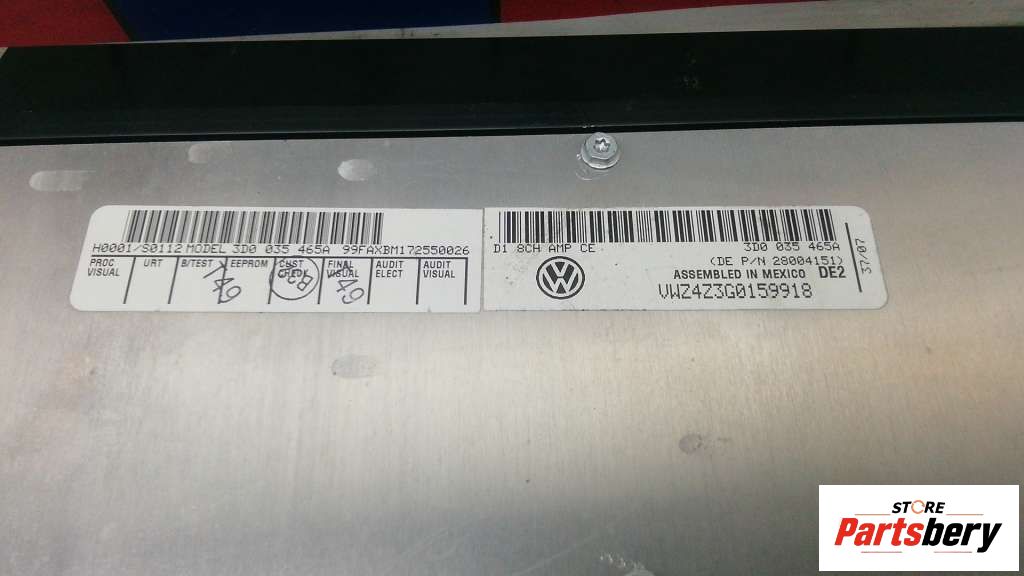 H0001/S0112 MODEL 3D0 035 465A 99FAXBM172550026
PROC VISUAL
URT
B/TEST
EEPROM
CUST CHECK
FINAL VISUAL
AUDIT ELECT
AUDIT VISUAL
D1 8CH AMP CE
3D0 035 465A
(DE P/N 28004151)
ASSEMBLED IN MEXICO DE2
VWZ4Z3G0159918
37/07
STORE
Partsbery